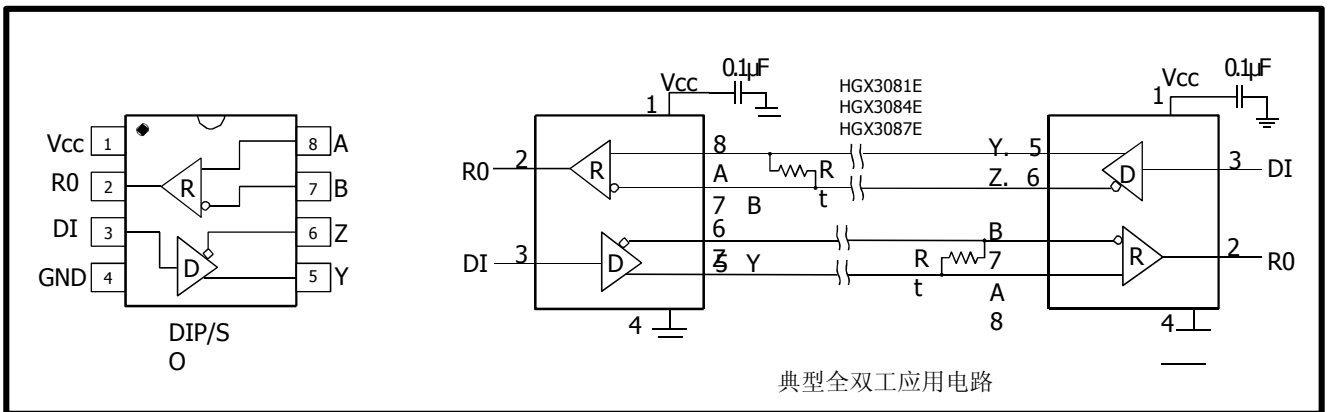 Vcc 1
R0 2
DI 3
GND 4
8 A
7 B
6 Z
5 Y
R
D
DIP/S
O
Vcc
0.1µF
1
R0 2
R
8
A
7 B
6
Z
5 Y
DI 3
D
4
R
t
HGX3081E
HGX3084E
HGX3087E
R
t
Vcc
0.1µF
1
Y. 5
Z. 6
D
3 DI
B
7
A
8
R
2 R0
4
典型全双工应用电路